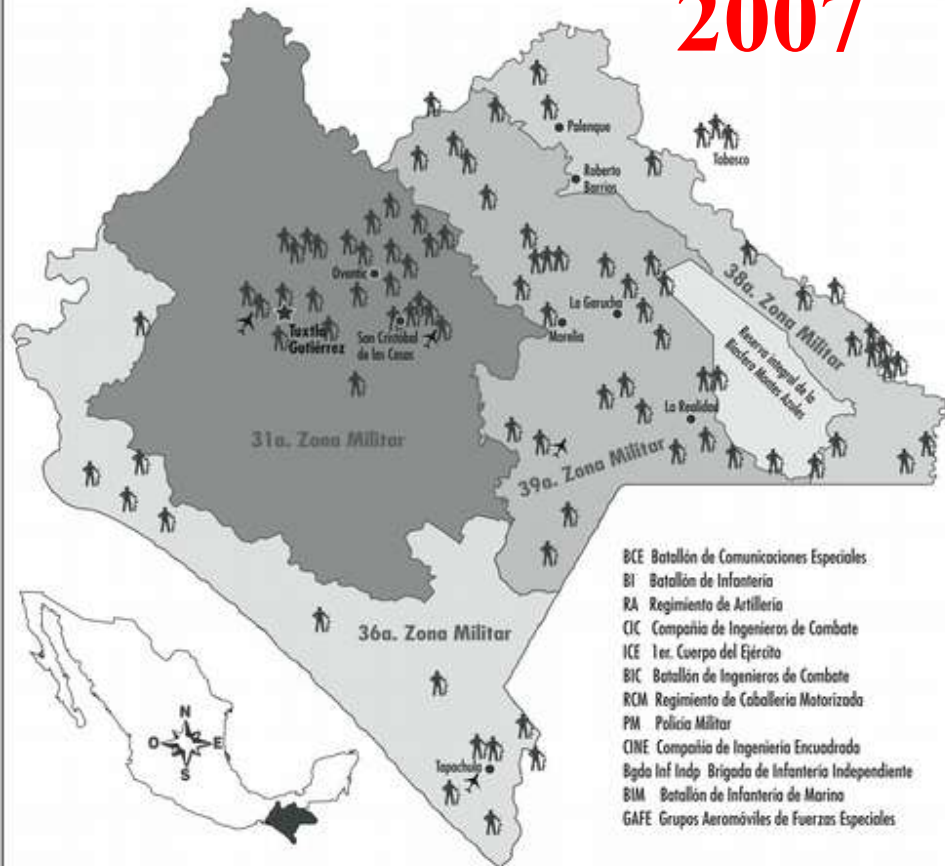 2007
Palenque
Tabasco
Roberto
Barrios
Oventic
38a. Zona Militar
La Garucha
Morelia
Tuxtla
Gutiérrez
San Cristóbal
de las Casas
Reserva integral de la
Biosfera Montes Azules
La Realidad
31a. Zona Militar
39a. Zona Militar
36a. Zona Militar
Tapachula
N
O
E
S
BCE Batallón de Comunicaciones Especiales
BI Batallón de Infantería
RA Regimiento de Artillería
CIC Compañía de Ingenieros de Combate
ICE 1er. Cuerpo del Ejército
BIC Batallón de Ingenieros de Combate
RCM Regimiento de Caballería Motorizada
PM Policía Militar
CINE Compañía de Ingeniería Encuadrada
Bgda Inf Indp Brigada de Infantería Independiente
BIM Batallón de Infantería de Marina
GAFE Grupos Aeromóviles de Fuerzas Especiales